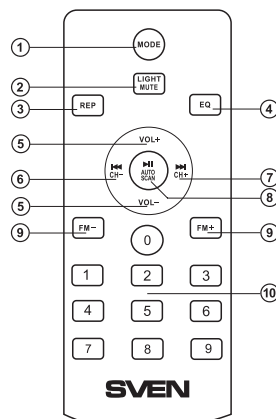 1 MODE
2 LIGHT
MUTE
3 REP
EQ 4
5 VOL+
6 CH− AUTO SCAN CH+ 7
8
5 VOL−
9 FM− FM+ 9
0
1 2 3
10
4 5 6
7 8 9
SVEN